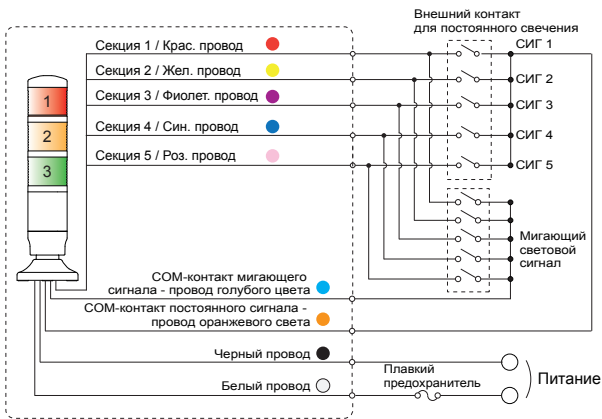 Внешний контакт
для постоянного свечения
Секция 1 / Крас. провод
СИГ 1
Секция 2 / Жел. провод
СИГ 2
Секция 3 / Фиолет. провод
СИГ 3
Секция 4 / Син. провод
СИГ 4
Секция 5 / Роз. провод
СИГ 5
1
2
3
Мигающий
световой
сигнал
COM-контакт мигающего
сигнала - провод голубого цвета
COM-контакт постоянного сигнала -
провод оранжевого света
Черный провод
Белый провод
Плавкий
предохранитель
Питание